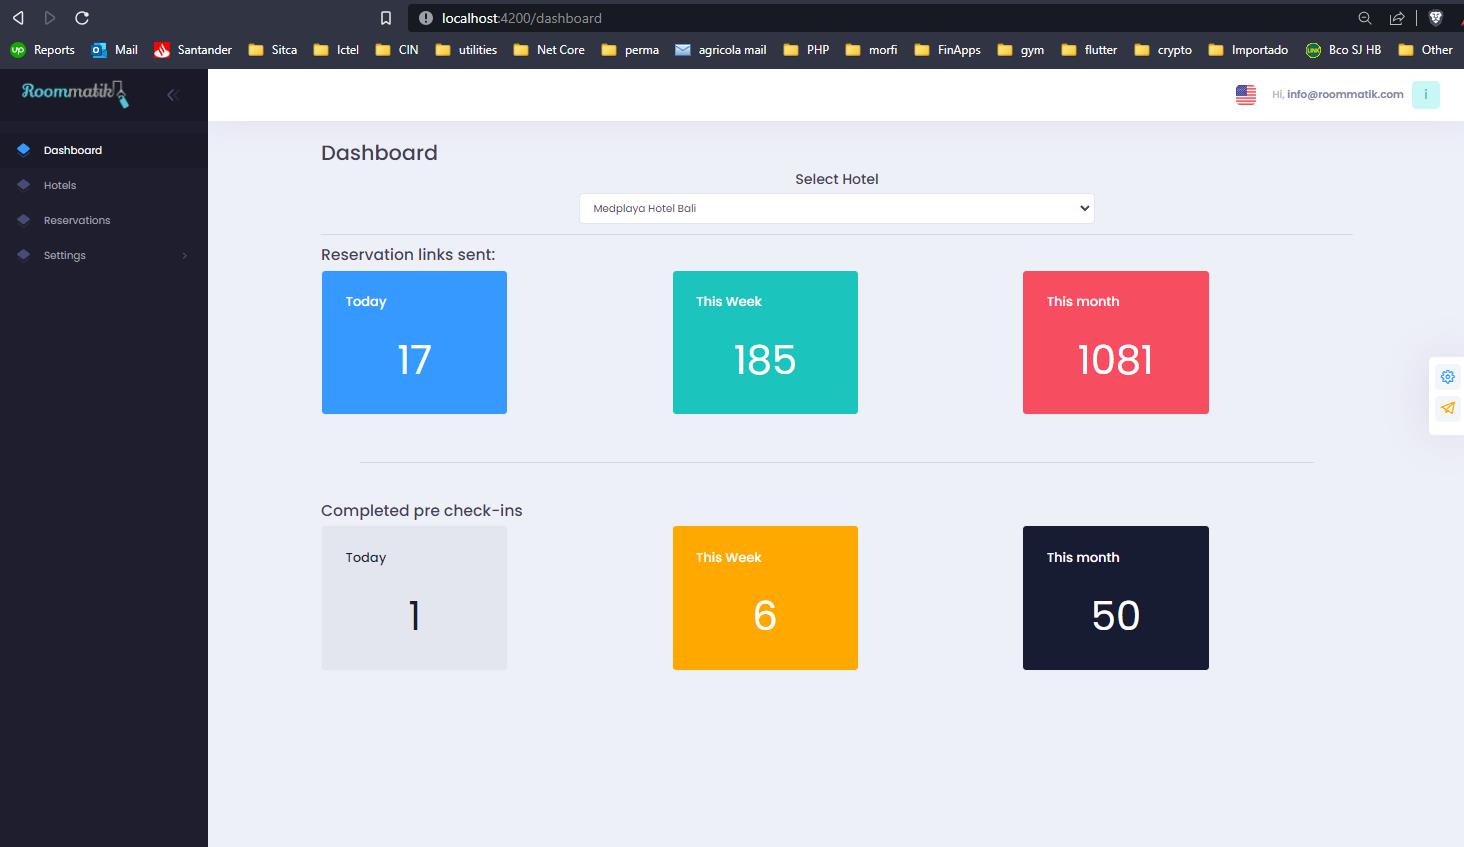 localhost:4200/dashboard
up Reports Mail Santander Sitca Ictel CIN utilities Net Core perma agricola mail PHP morfi FinApps gym flutter crypto Importado LINK Bco SJ HB Other
Roommatik
Hi, info@roommatik.com i
Dashboard
Hotels
Reservations
Settings
Dashboard
Select Hotel
Medplaya Hotel Bali
Reservation links sent:
Today
17
This Week
185
This month
1081
Completed pre check-ins
Today
1
This Week
6
This month
50